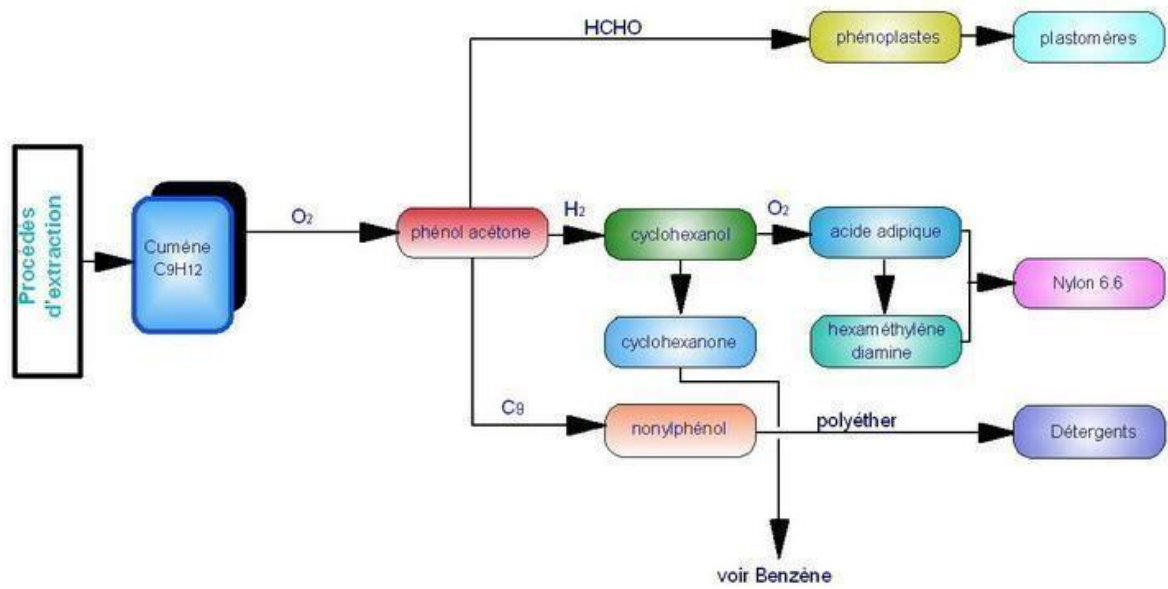 HCHO
phénoplastes
plastomères
Procédés
d'extraction
Cuméne
C9H12
O2
phénol acétone
H2
cyclohexanol
O2
acide adipique
Nylon 6.6
cyclohexanone
hexaméthyléne
diamine
C9
nonylphénol
polyéther
Détergents
voir Benzène